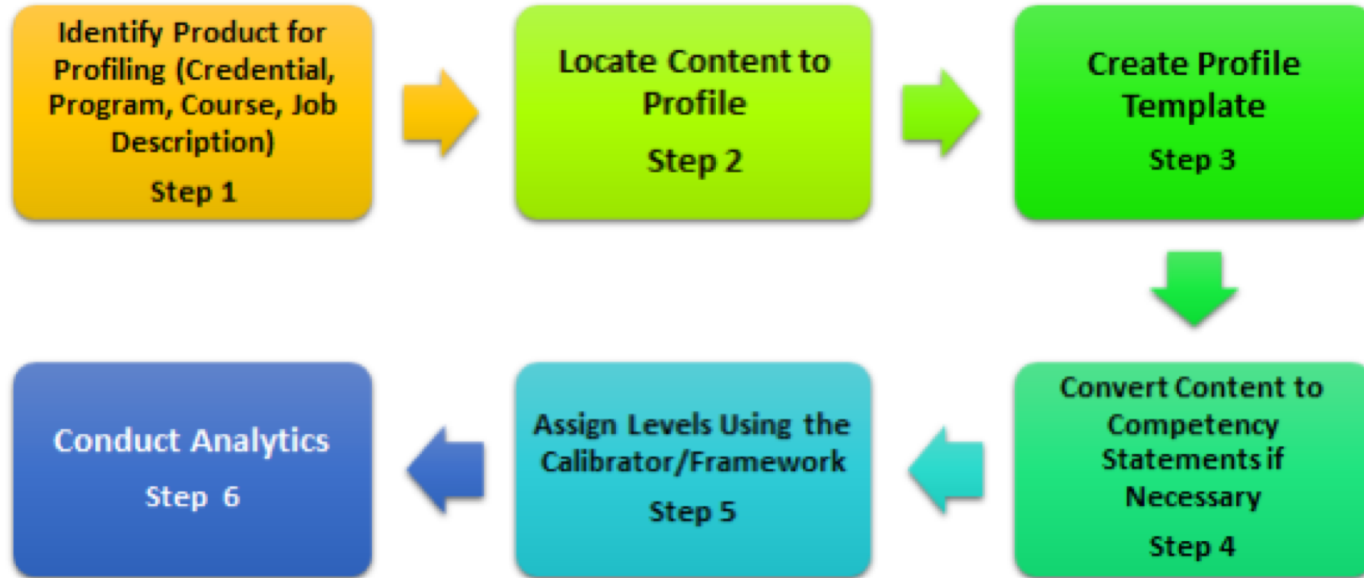 Identify Product for
Profiling (Credential,
Program, Course, Job
Description)
Step 1
Locate Content to
Profile
Step 2
Create Profile
Template
Step 3
Convert Content to
Competency
Statements if
Necessary
Step 4
Assign Levels Using the
Calibrator/Framework
Step 5
Conduct Analytics
Step 6